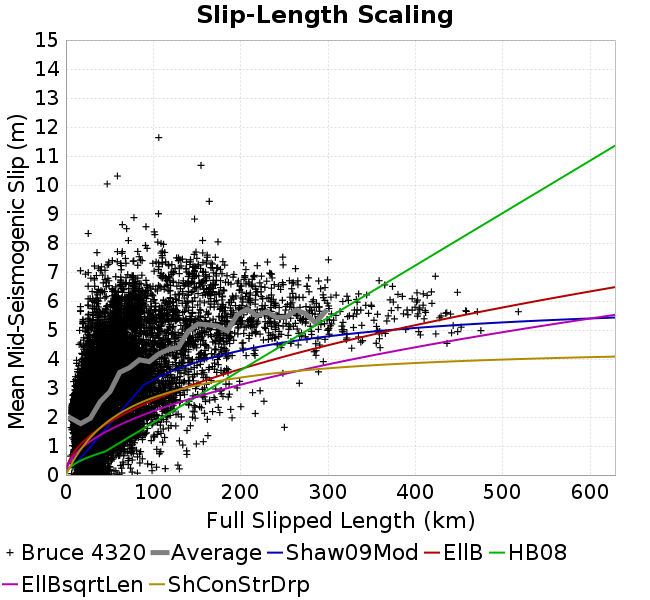 Slip-Length Scaling
Mean Mid-Seismogenic Slip (m)
15
14
13
12
11
10
9
8
7
6
5
4
3
2
1
0
0 100 200 300 400 500 600
Full Slipped Length (km)
Bruce 4320 Average Shaw09Mod EllB HB08
EllBsqrtLen ShConStrDrp